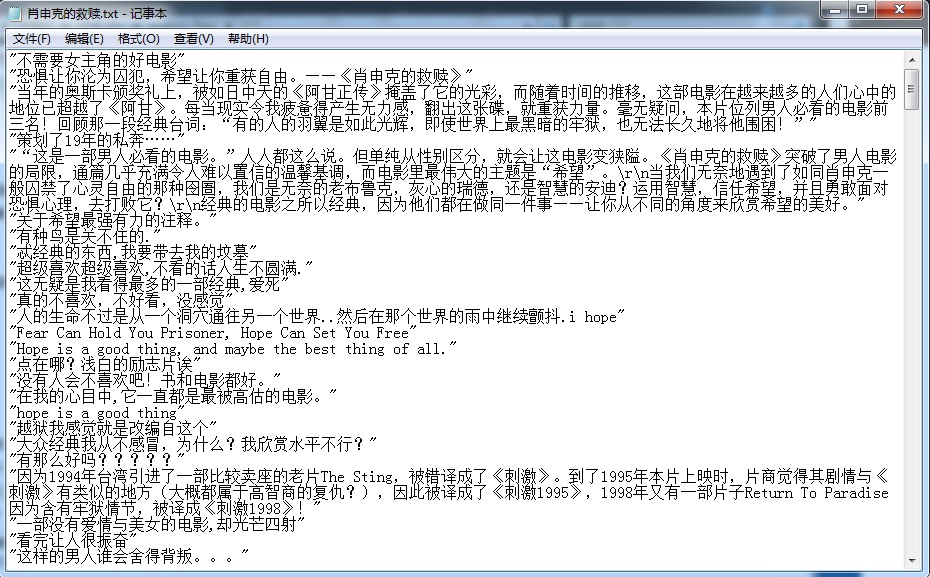 肖申克的救赎.txt - 记事本
文件(F) 编辑(E) 格式(O) 查看(V) 帮助(H)
"不需要女主角的好电影"
"恐惧让你沦为囚犯，希望让你重获自由。——《肖申克的救赎》"
"当年的奥斯卡颁奖礼上，被如日中天的《阿甘正传》掩盖了它的光彩，而随着时间的推移，这部电影在越来越多的人们心中的
地位已超越了《阿甘》。每当现实令我疲惫得产生无力感，翻出这张碟，就重获力量。毫无疑问，本片位列男人必看的电影前
三名！回顾那一段经典台词：“有的人的羽翼是如此光辉，即使世界上最黑暗的牢狱，也无法长久地将他围困！””
"策划了19年的私奔……"
"“这是一部男人必看的电影。”人人都这么说。但单纯从性别区分，就会让这电影变狭隘。《肖申克的救赎》突破了男人电影
的局限，通篇几乎充满令人难以置信的温馨基调，而电影里最伟大的主题是“希望”。\r\n当我们无奈地遇到了如同肖申克一
般囚禁了心灵自由的那种囹圄，我们是无奈的老布鲁克，灰心的瑞德，还是智慧的安迪？运用智慧，信任希望，并且勇敢面对
恐惧心理，去打败它？\r\n经典的电影之所以经典，因为他们都在做同一件事——让你从不同的角度来欣赏希望的美好。"
"关于希望最强有力的注释。"
"有种鸟是关不住的."
"忒经典的东西,我要带去我的坟墓"
"超级喜欢超级喜欢,不看的话人生不圆满."
"这无疑是我看得最多的一部经典,爱死"
"真的不喜欢，不好看，没感觉"
"人的生命不过是从一个洞穴通往另一个世界..然后在那个世界的雨中继续颤抖.i hope"
"Fear Can Hold You Prisoner, Hope Can Set You Free"
"Hope is a good thing, and maybe the best thing of all."
"点在哪？浅白的励志片诶"
"没有人会不喜欢吧！书和电影都好。"
"在我的心目中,它一直都是最被高估的电影。"
"hope is a good thing"
"越狱我感觉就是改编自这个"
"大众经典我从不感冒，为什么？我欣赏水平不行？"
"有那么好吗？？？？？"
"因为1994年台湾引进了一部比较卖座的老片The Sting，被错译成了《刺激》。到了1995年本片上映时，片商觉得其剧情与《
刺激》有类似的地方（大概都属于高智商的复仇？），因此被译成了《刺激1995》，1998年又有一部片子Return To Paradise
因为含有牢狱情节，被译成《刺激1998》！"
"一部没有爱情与美女的电影,却光芒四射"
"看完让人很振奋"
"这样的男人谁会舍得背叛。。。"